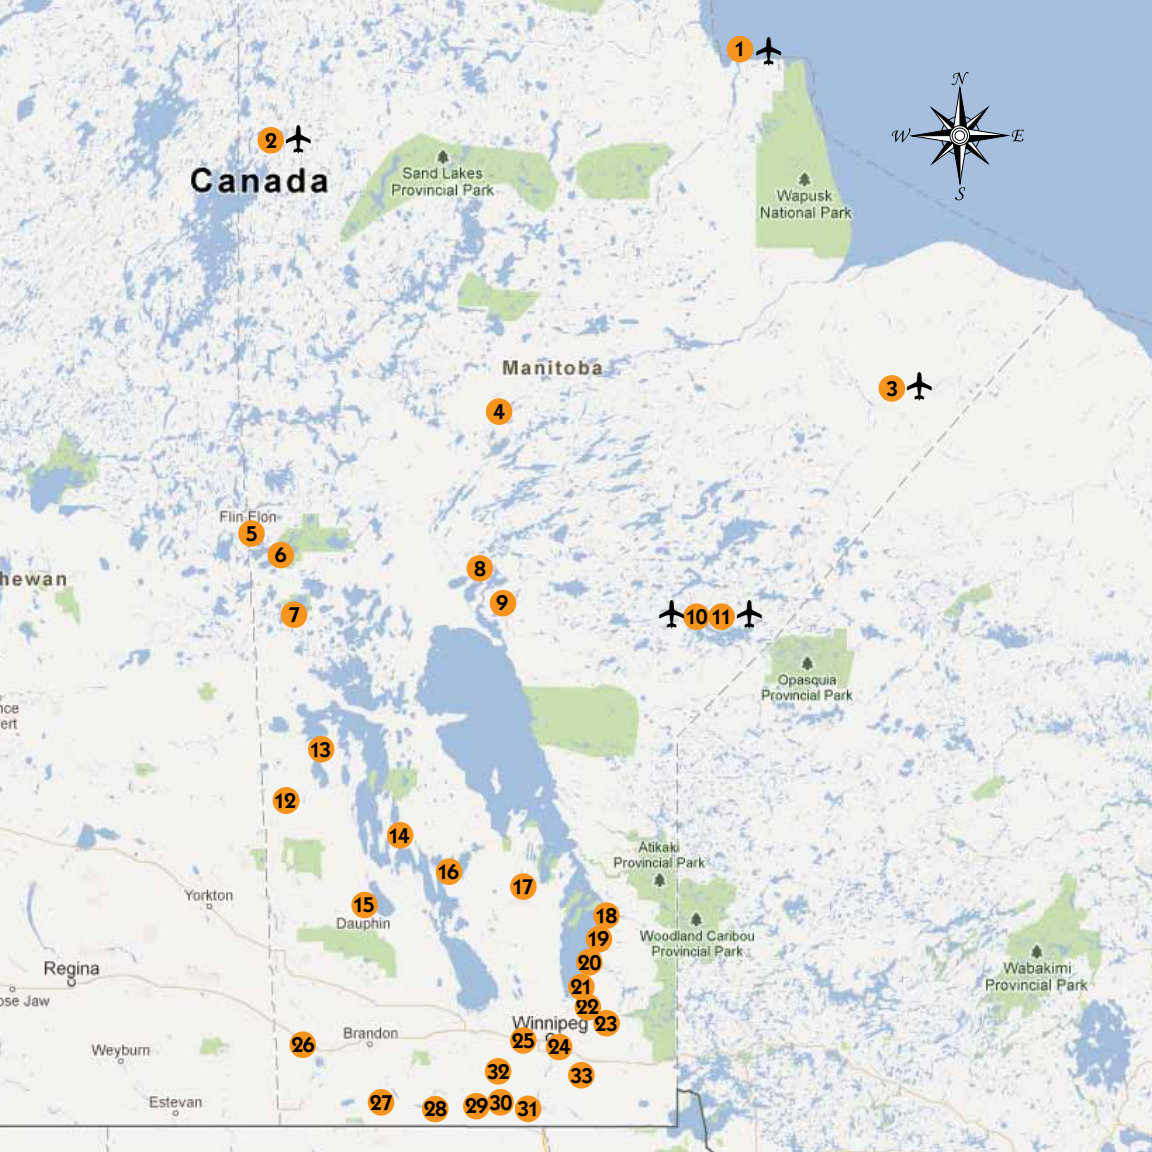 1
N
W
E
S
2
Canada
Sand Lakes
Provincial Park
Wapusk
National Park
Manitoba
3
4
Flin Flon
5
6
8
hewan
9
7
10
11
Opasquia
Provincial Park
nce
ert
13
12
14
Atikaki
Provincial Park
16
17
Yorkton
15
Dauphin
18
19
Woodland Caribou
Provincial Park
20
Regina
Wabakimi
Provincial Park
21
ose Jaw
22
Winnipeg
23
Brandon
25
24
26
Weyburn
32
33
Estevan
27
28
29
30
31